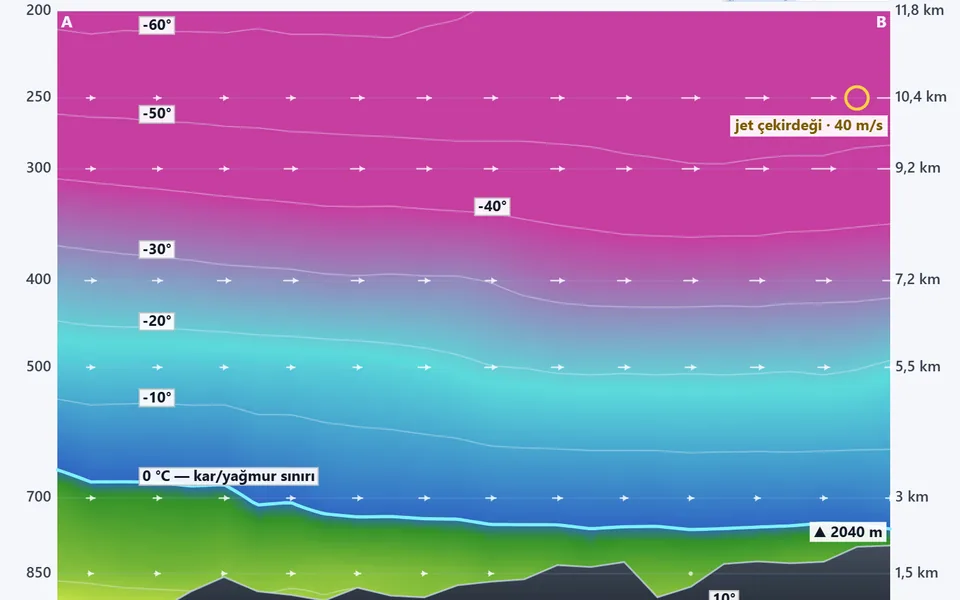 200
11,8 km
A
B
-60°
250
10,4 km
-50°
jet çekirdeği · 40 m/s
300
9,2 km
-40°
-30°
400
7,2 km
-20°
500
5,5 km
-10°
0 °C — kar/yağmur sınırı
700
3 km
▲ 2040 m
850
1,5 km
10°